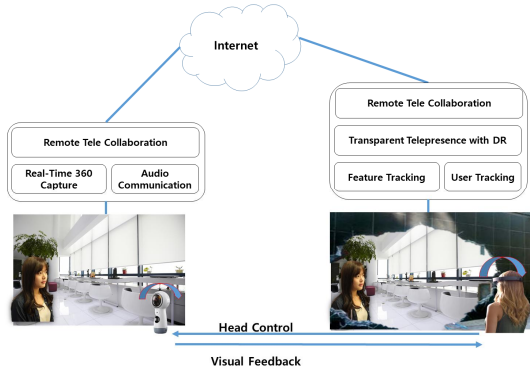 Internet
Remote Tele Collaboration
Real-Time 360
Capture
Audio
Communication
Remote Tele Collaboration
Transparent Telepresence with DR
Feature Tracking
User Tracking
Head Control
Visual Feedback